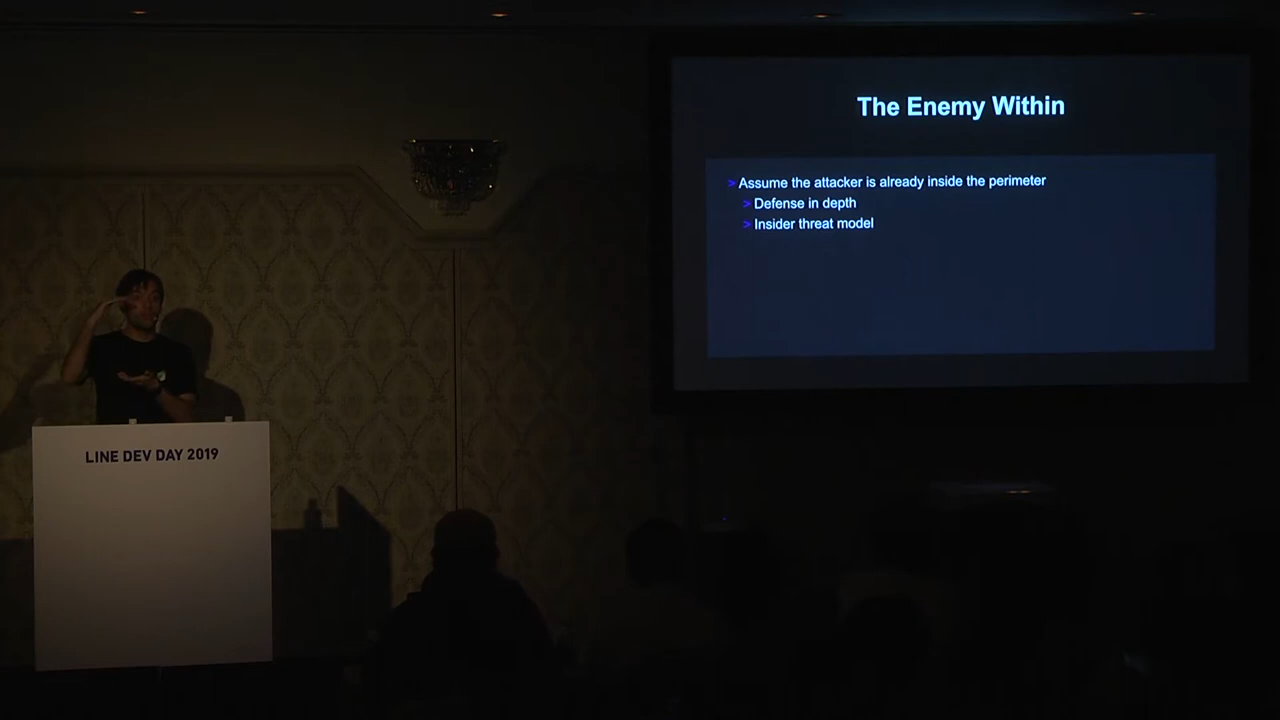 The Enemy Within
> Assume the attacker is already inside the perimeter
> Defense in depth
> Insider threat model
LINE DEV DAY 2019